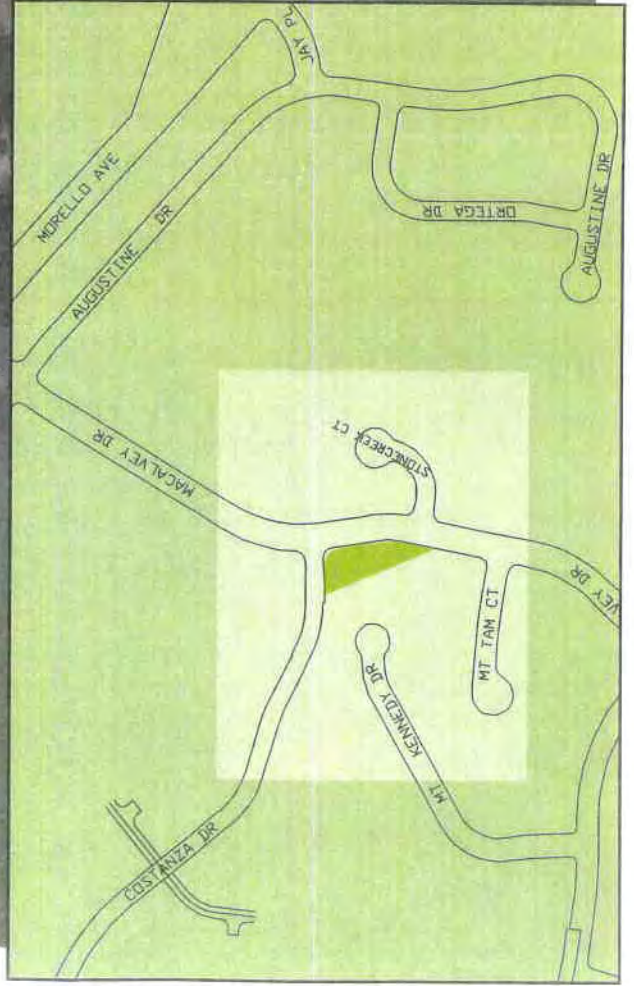 JAY PL
MORELLO AVE
AUGUSTINE DR
ORTEGA DR
AUGUSTINE DR
MACALVEY DR
STONECREEK CT
VEY DR
MT TAM CT
MT KENNEDY DR
COSTANZA DR